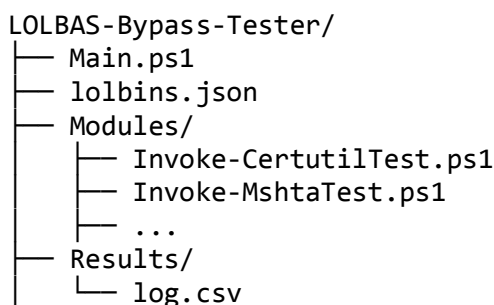 LOLBAS-Bypass-Tester/
├── Main.ps1
├── lolbins.json
├── Modules/
│   ├── Invoke-CertutilTest.ps1
│   ├── Invoke-MshtaTest.ps1
│   ├── ...
├── Results/
│   └── log.csv